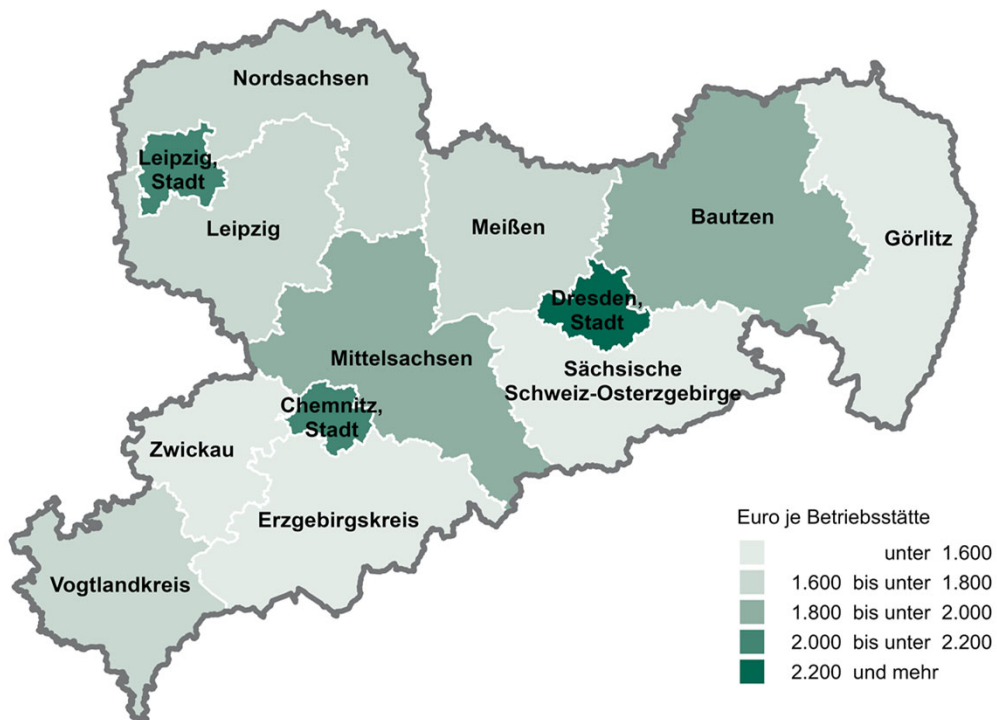 Nordsachsen
Leipzig,
Stadt
Leipzig
Meißen
Bautzen
Görlitz
Dresden,
Stadt
Mittelsachsen
Sächsische
Schweiz-Osterzgebirge
Chemnitz,
Stadt
Zwickau
Erzgebirgskreis
Vogtlandkreis
Euro je Betriebsstätte
unter 1.600
1.600 bis unter 1.800
1.800 bis unter 2.000
2.000 bis unter 2.200
2.200 und mehr